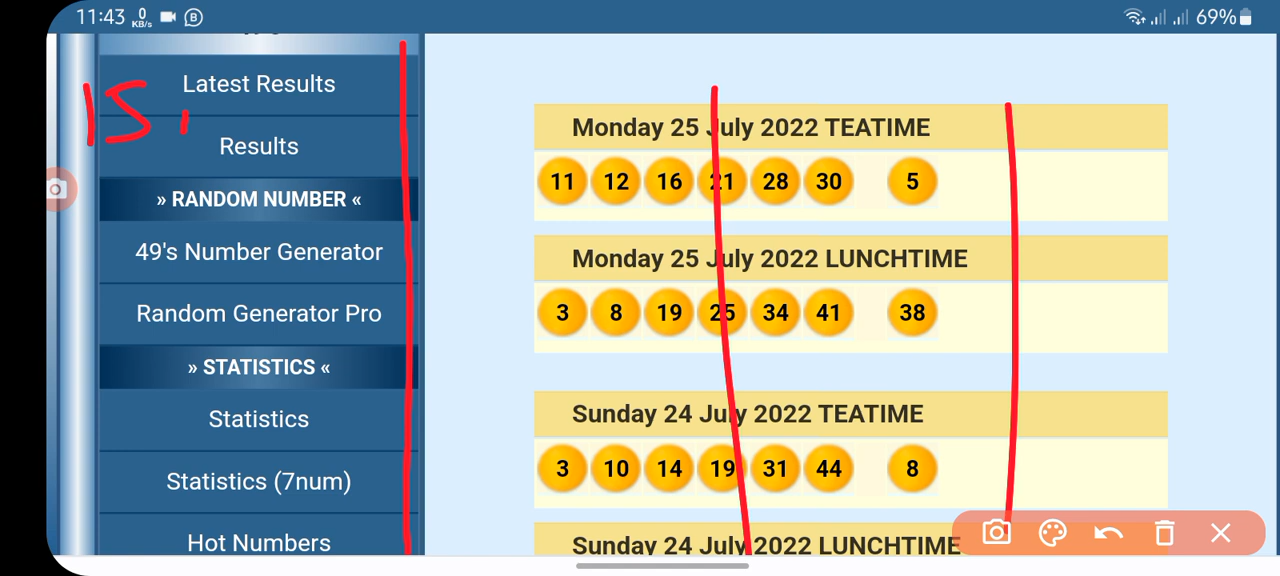 11:43 0 KB/s B 69%
Latest Results
Results
» RANDOM NUMBER «
49's Number Generator
Random Generator Pro
» STATISTICS «
Statistics
Statistics (7num)
Hot Numbers
15 ,
Monday 25 July 2022 TEATIME
11 12 16 21 28 30 5
Monday 25 July 2022 LUNCHTIME
3 8 19 25 34 41 38
Sunday 24 July 2022 TEATIME
3 10 14 19 31 44 8
Sunday 24 July 2022 LUNCHTIME